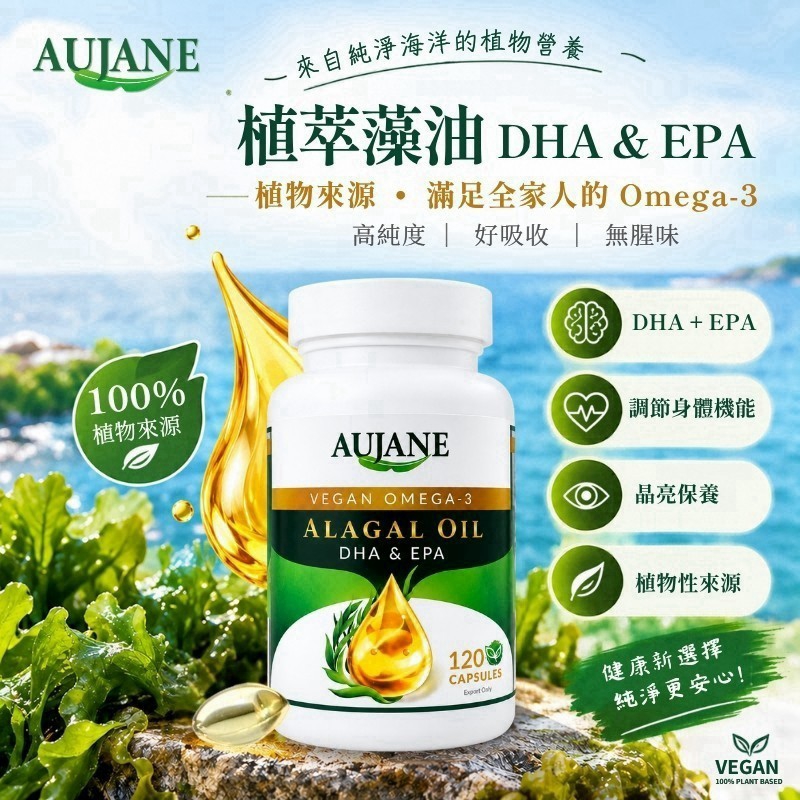 AUJANE
來自純淨海洋的植物營養
植萃藻油 DHA & EPA
植物來源 • 滿足全家人的 Omega-3
高純度 | 好吸收 | 無腥味
100%
植物來源
DHA + EPA
調節身體機能
晶亮保養
植物性來源
AUJANE
VEGAN OMEGA-3
ALAGAL OIL
DHA & EPA
120
CAPSULES
Export Only
健康新選擇
純淨更安心!
VEGAN
100% PLANT BASED